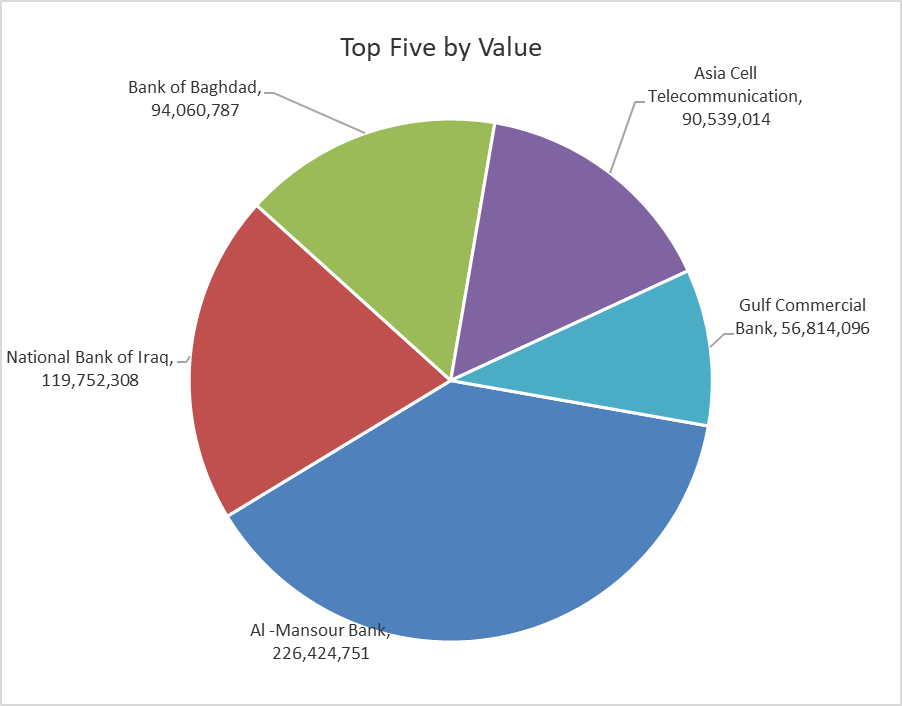 Top Five by Value
Bank of Baghdad,
94,060,787
Asia Cell
Telecommunication,
90,539,014
Gulf Commercial
Bank, 56,814,096
National Bank of Iraq,
119,752,308
Al -Mansour Bank,
226,424,751